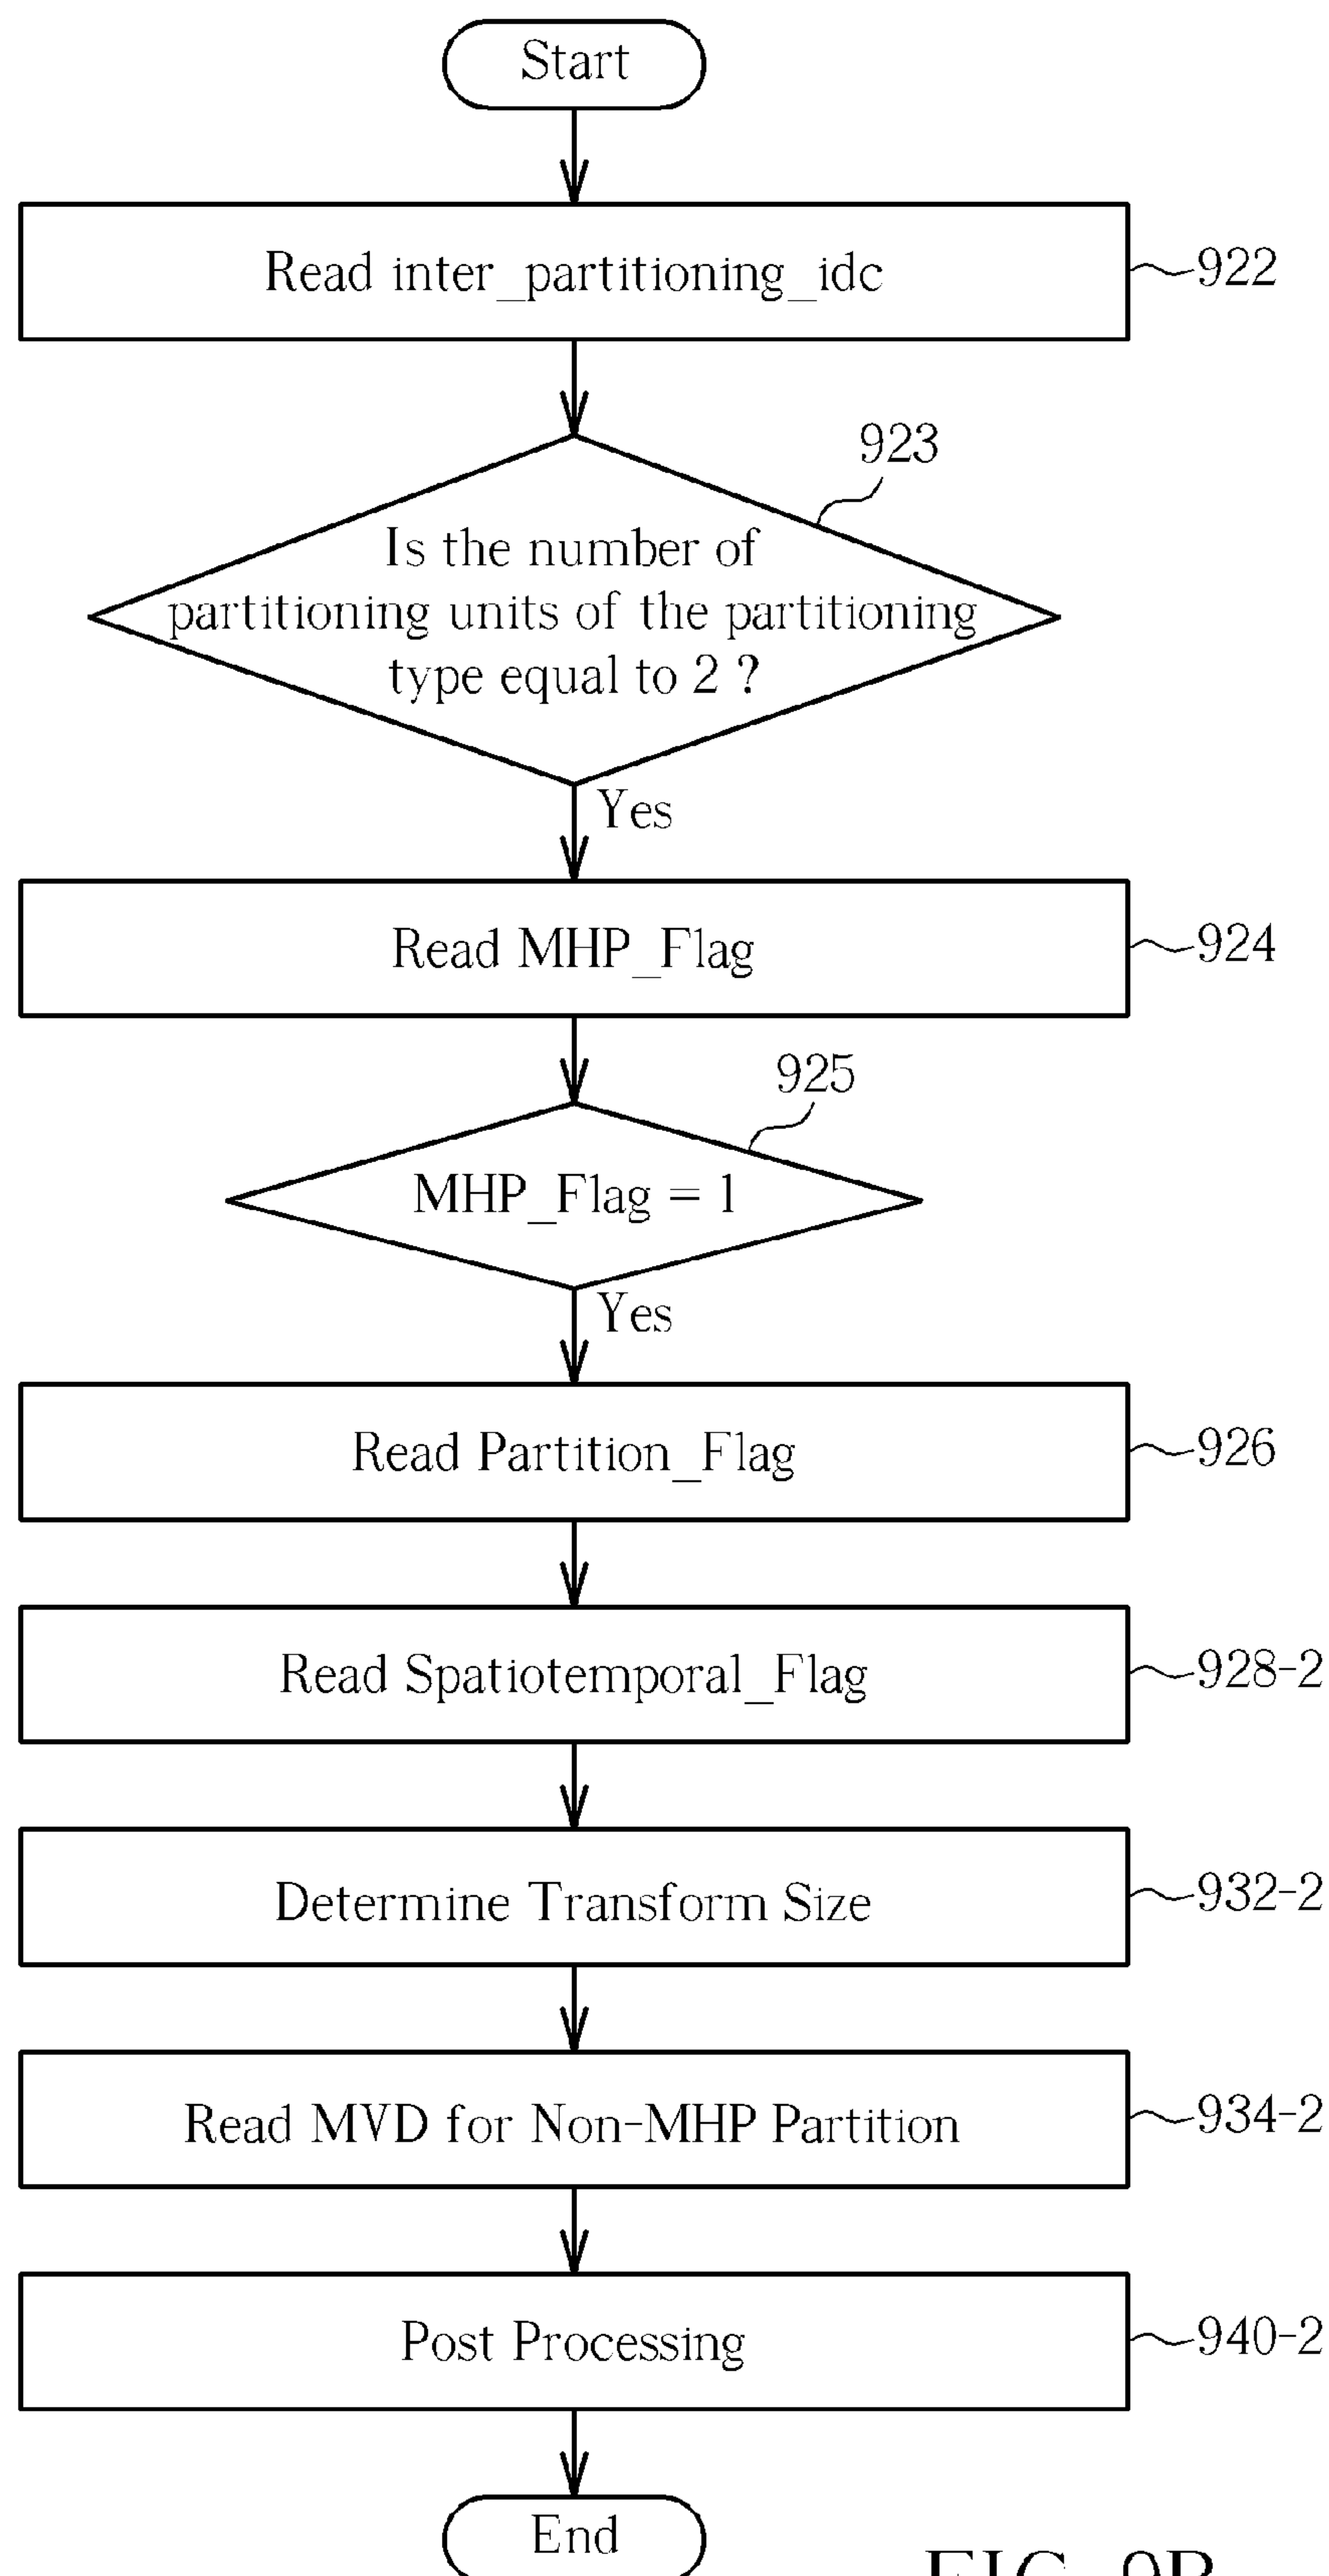 Start
Read inter_partitioning_idc
922
923
Is the number of
partitioning units of the partitioning
type equal to 2 ?
Yes
Read MHP_Flag
924
925
MHP_Flag = 1
Yes
Read Partition_Flag
926
Read Spatiotemporal_Flag
928-2
Determine Transform Size
932-2
Read MVD for Non-MHP Partition
934-2
Post Processing
940-2
End
FIG. 9B